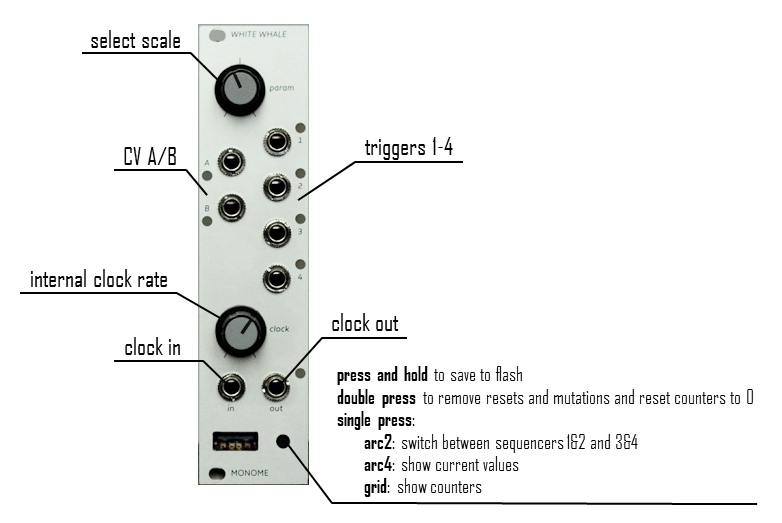 WHITE WHALE
select scale
param
1
triggers 1-4
CV A/B
A
2
B
3
4
internal clock rate
clock
clock out
clock in
in
out
press and hold to save to flash
double press to remove resets and mutations and reset counters to 0
single press:
arc2: switch between sequencers 1&2 and 3&4
arc4: show current values
grid: show counters
MONOME